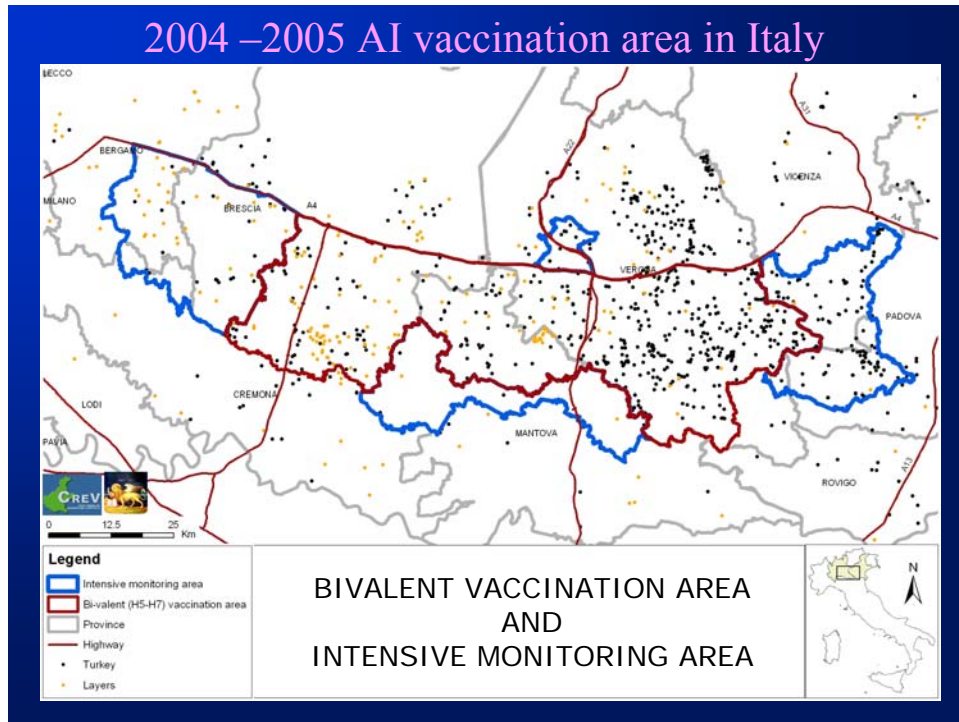 2004 –2005 AI vaccination area in Italy
LECCO
BERGAMO
MILANO
BRESCIA
A4
A22
A31
VICENZA
A4
VERONA
PADOVA
CREMONA
LODI
PAVIA
MANTOVA
ROVIGO
A13
CREV
0 12.5 25
Km
Legend
Intensive monitoring area
Bi-valent (H5-H7) vaccination area
Province
Highway
Turkey
Layers
BIVALENT VACCINATION AREA
AND
INTENSIVE MONITORING AREA
N